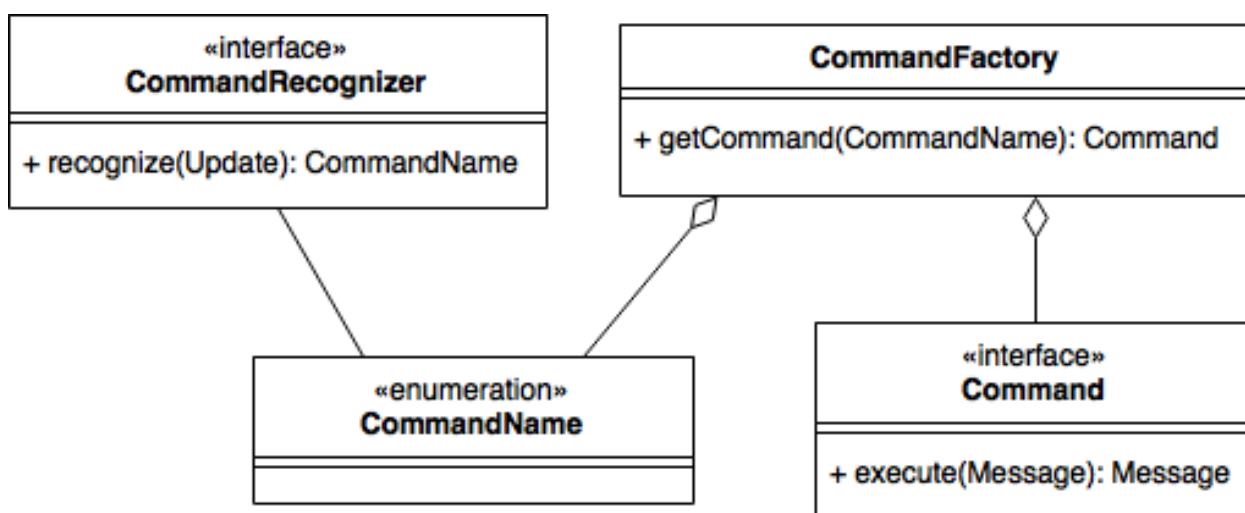 «interface»
CommandRecognizer
+ recognize(Update): CommandName
CommandFactory
+ getCommand(CommandName): Command
«enumeration»
CommandName
«interface»
Command
+ execute(Message): Message